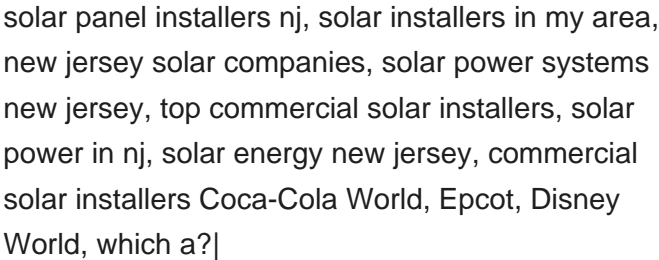 solar panel installers nj, solar installers in my area,
new jersey solar companies, solar power systems
new jersey, top commercial solar installers, solar
power in nj, solar energy new jersey, commercial
solar installers Coca-Cola World, Epcot, Disney
World, which a?|